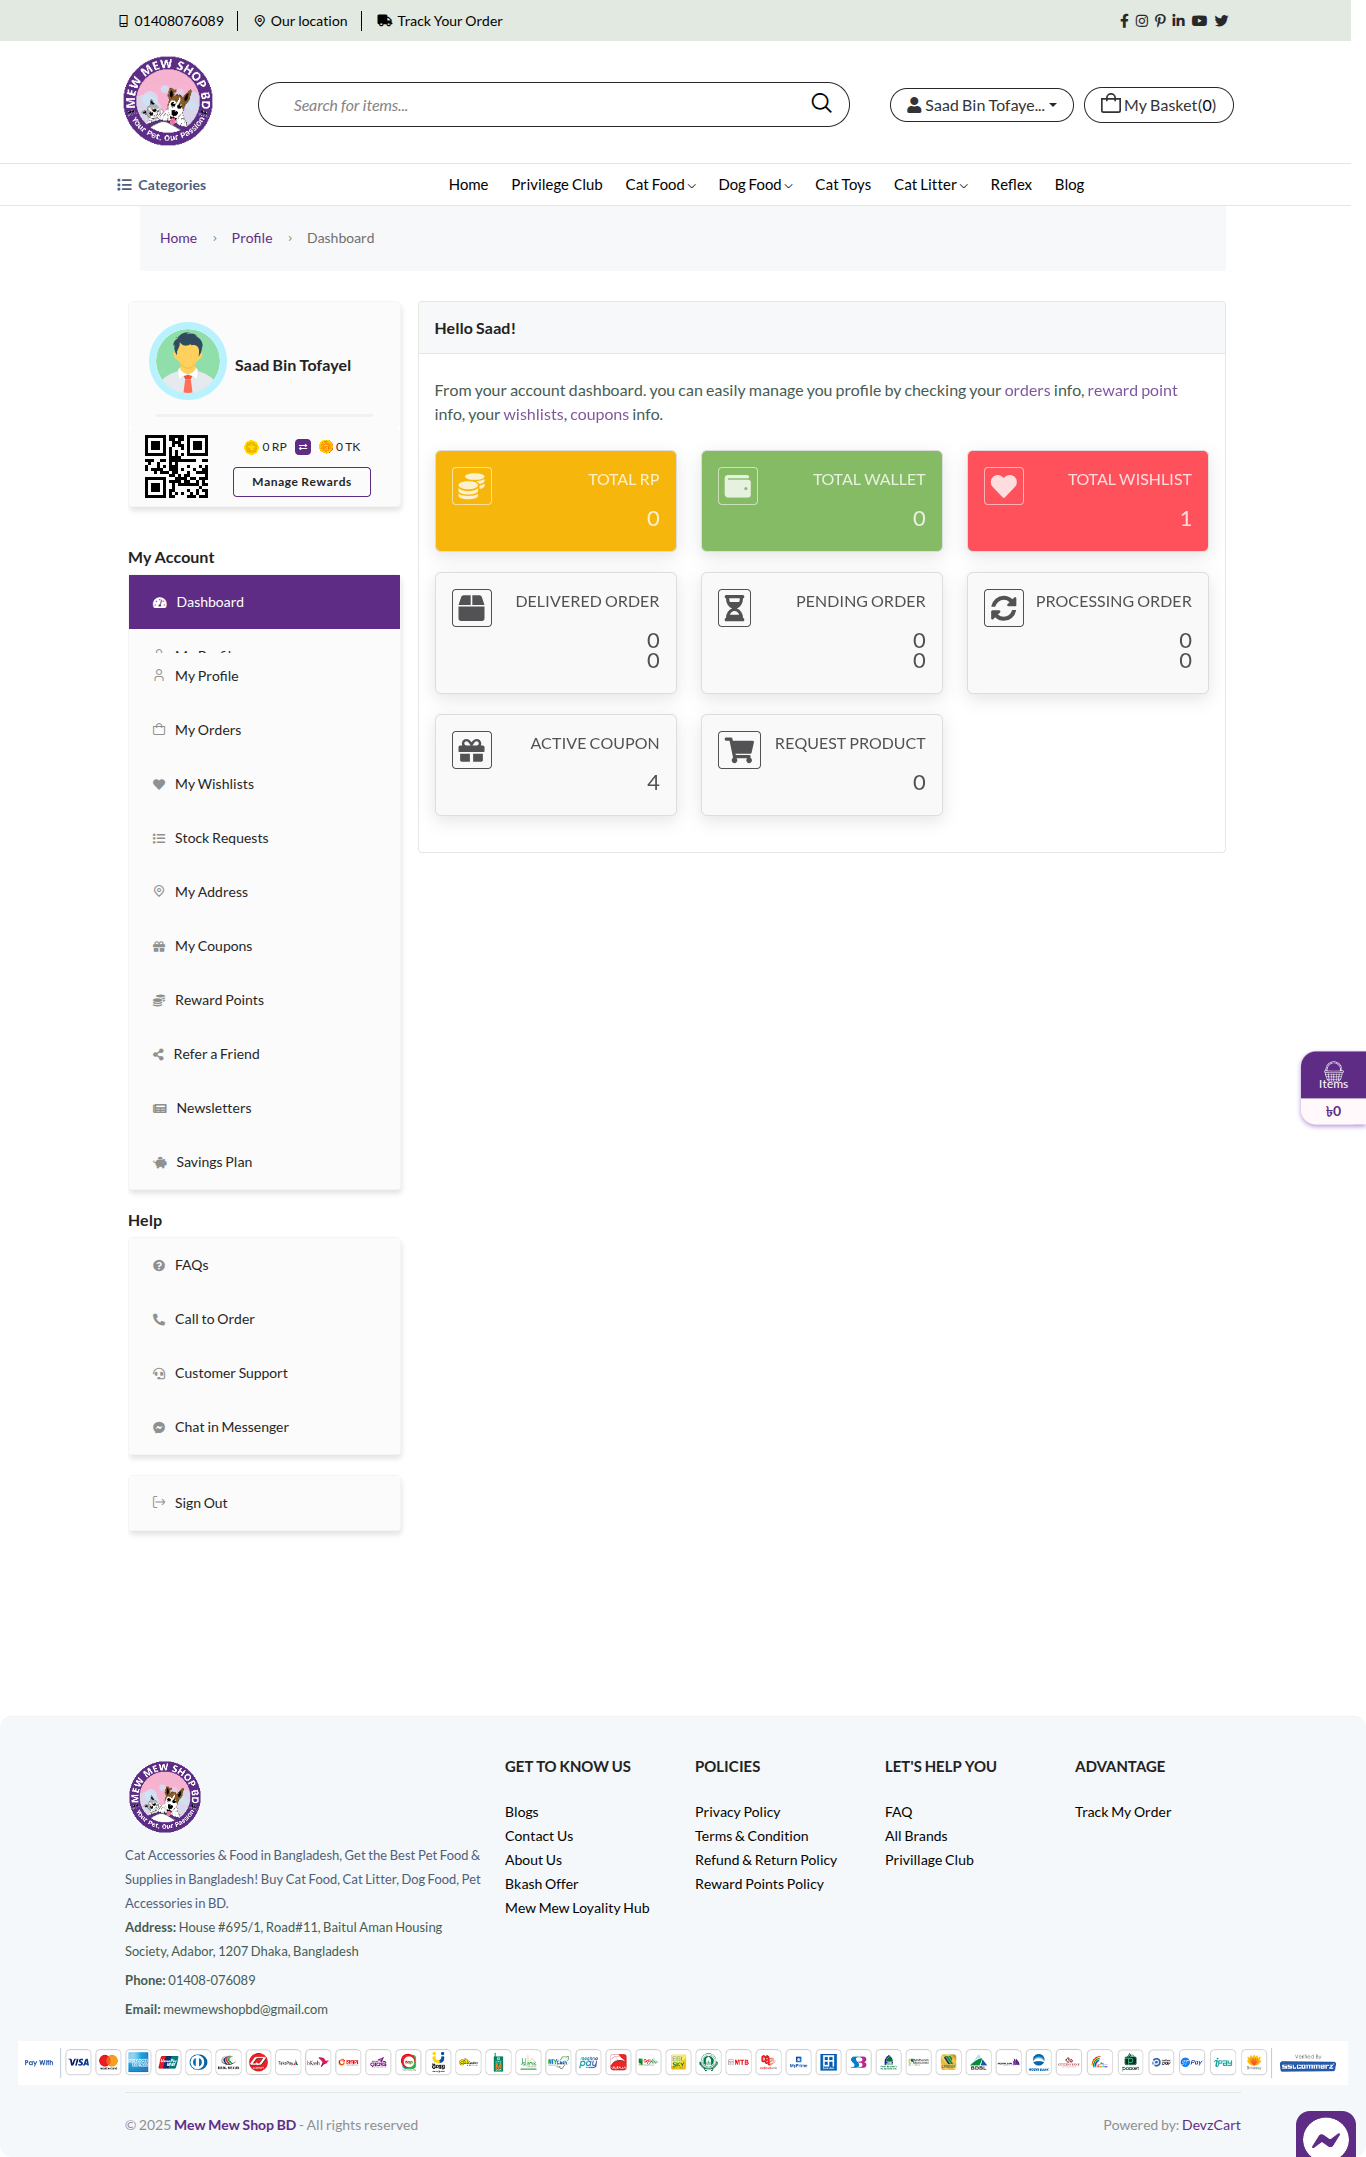 01408076089
Our location
Track Your Order
MEW MEW SHOP BD
Your Pet, Our Passion
Search for items...
Saad Bin Tofaye...
My Basket(0)
Categories
Home
Privilege Club
Cat Food
Dog Food
Cat Toys
Cat Litter
Reflex
Blog
Home › Profile › Dashboard
Saad Bin Tofayel
0 RP
0 TK
Manage Rewards
My Account
Dashboard
My Profile
My Orders
My Wishlists
Stock Requests
My Address
My Coupons
Reward Points
Refer a Friend
Newsletters
Savings Plan
Help
FAQs
Call to Order
Customer Support
Chat in Messenger
Sign Out
Hello Saad!
From your account dashboard. you can easily manage you profile by checking your orders info, reward point
info, your wishlists, coupons info.
TOTAL RP
0
TOTAL WALLET
0
TOTAL WISHLIST
1
DELIVERED ORDER
0
0
PENDING ORDER
0
0
PROCESSING ORDER
0
0
ACTIVE COUPON
4
REQUEST PRODUCT
0
Items
৳0
MEW MEW SHOP BD
Your Pet, Our Passion
Cat Accessories & Food in Bangladesh, Get the Best Pet Food &
Supplies in Bangladesh! Buy Cat Food, Cat Litter, Dog Food, Pet
Accessories in BD.
Address: House #695/1, Road#11, Baitul Aman Housing
Society, Adabor, 1207 Dhaka, Bangladesh
Phone: 01408-076089
Email: mewmewshopbd@gmail.com
GET TO KNOW US
Blogs
Contact Us
About Us
Bkash Offer
Mew Mew Loyality Hub
POLICIES
Privacy Policy
Terms & Condition
Refund & Return Policy
Reward Points Policy
LET'S HELP YOU
FAQ
All Brands
Privillage Club
ADVANTAGE
Track My Order
Pay With
VISA
MTB
Verified By
SSLCOMMERZ
© 2025 Mew Mew Shop BD - All rights reserved
Powered by: DevzCart